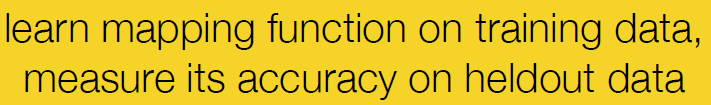 learn mapping function on training data,
measure its accuracy on heldout data